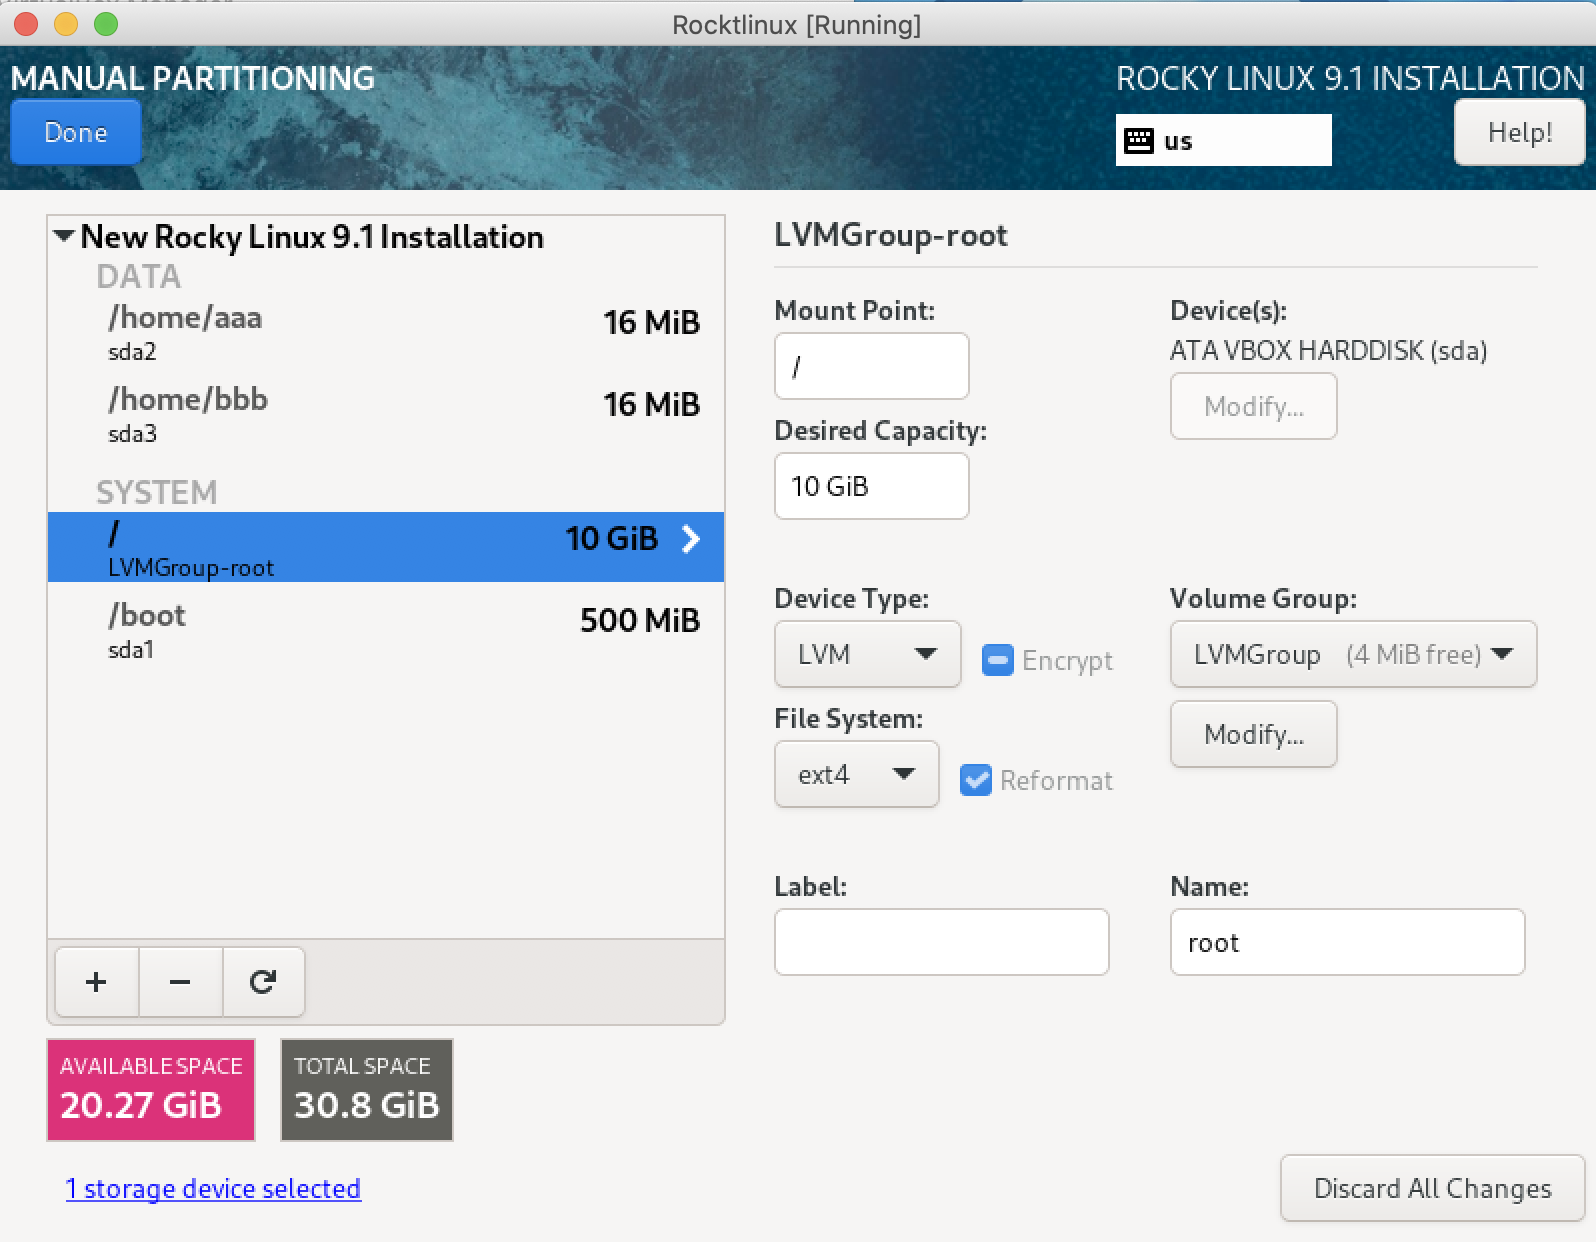 Rocktlinux [Running]
MANUAL PARTITIONING
ROCKY LINUX 9.1 INSTALLATION
Done
us
Help!
New Rocky Linux 9.1 Installation
DATA
/home/aaa 16 MiB
sda2
/home/bbb 16 MiB
sda3
SYSTEM
/ 10 GiB
LVMGroup-root
/boot 500 MiB
sda1
+ −
AVAILABLE SPACE
20.27 GiB
TOTAL SPACE
30.8 GiB
1 storage device selected
LVMGroup-root
Mount Point:
/
Device(s):
ATA VBOX HARDDISK (sda)
Modify...
Desired Capacity:
10 GiB
Device Type:
LVM
Encrypt
Volume Group:
LVMGroup (4 MiB free)
Modify...
File System:
ext4
Reformat
Label:
Name:
root
Discard All Changes